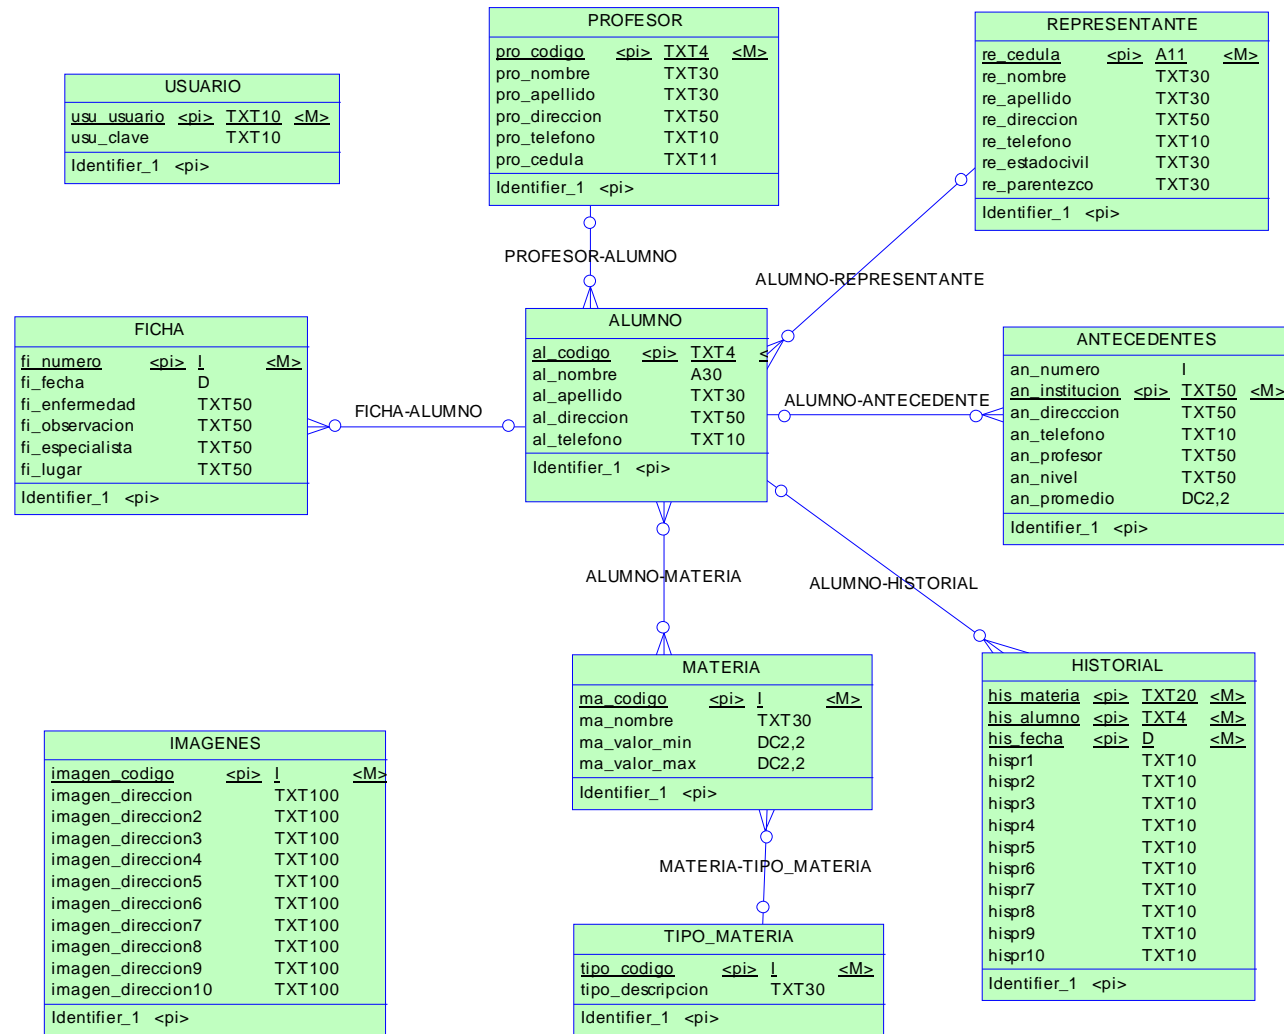 PROFESOR
pro_codigo <pi> TXT4 <M>
pro_nombre TXT30
pro_apellido TXT30
pro_direccion TXT50
pro_telefono TXT10
pro_cedula TXT11
Identifier_1 <pi>
REPRESENTANTE
re_cedula <pi> A11 <M>
re_nombre TXT30
re_apellido TXT30
re_direccion TXT50
re_telefono TXT10
re_estadocivil TXT30
re_parentezco TXT30
Identifier_1 <pi>
USUARIO
usu_usuario <pi> TXT10 <M>
usu_clave TXT10
Identifier_1 <pi>
PROFESOR-ALUMNO
ALUMNO-REPRESENTANTE
FICHA
fi_numero <pi> I <M>
fi_fecha D
fi_enfermedad TXT50
fi_observacion TXT50
fi_especialista TXT50
fi_lugar TXT50
Identifier_1 <pi>
FICHA-ALUMNO
ALUMNO
al_codigo <pi> TXT4 <
al_nombre A30
al_apellido TXT30
al_direccion TXT50
al_telefono TXT10
Identifier_1 <pi>
ALUMNO-ANTECEDENTE
ANTECEDENTES
an_numero I
an_institucion <pi> TXT50 <M>
an_direcccion TXT50
an_telefono TXT10
an_profesor TXT50
an_nivel TXT50
an_promedio DC2,2
Identifier_1 <pi>
ALUMNO-MATERIA
ALUMNO-HISTORIAL
MATERIA
ma_codigo <pi> I <M>
ma_nombre TXT30
ma_valor_min DC2,2
ma_valor_max DC2,2
Identifier_1 <pi>
HISTORIAL
his_materia <pi> TXT20 <M>
his_alumno <pi> TXT4 <M>
his_fecha <pi> D <M>
hispr1 TXT10
hispr2 TXT10
hispr3 TXT10
hispr4 TXT10
hispr5 TXT10
hispr6 TXT10
hispr7 TXT10
hispr8 TXT10
hispr9 TXT10
hispr10 TXT10
Identifier_1 <pi>
IMAGENES
imagen_codigo <pi> I <M>
imagen_direccion TXT100
imagen_direccion2 TXT100
imagen_direccion3 TXT100
imagen_direccion4 TXT100
imagen_direccion5 TXT100
imagen_direccion6 TXT100
imagen_direccion7 TXT100
imagen_direccion8 TXT100
imagen_direccion9 TXT100
imagen_direccion10 TXT100
Identifier_1 <pi>
MATERIA-TIPO_MATERIA
TIPO_MATERIA
tipo_codigo <pi> I <M>
tipo_descripcion TXT30
Identifier_1 <pi>